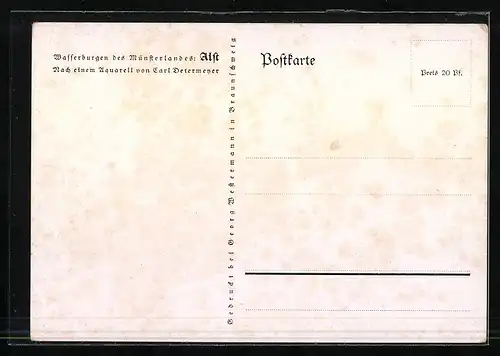 Wasserburgen des Münsterlandes: Alst
Nach einem Aquarell von Carl Determeyer
Gedruckt bei Georg Westermann in Braunschweig
Postkarte
Preis 20 Pf.